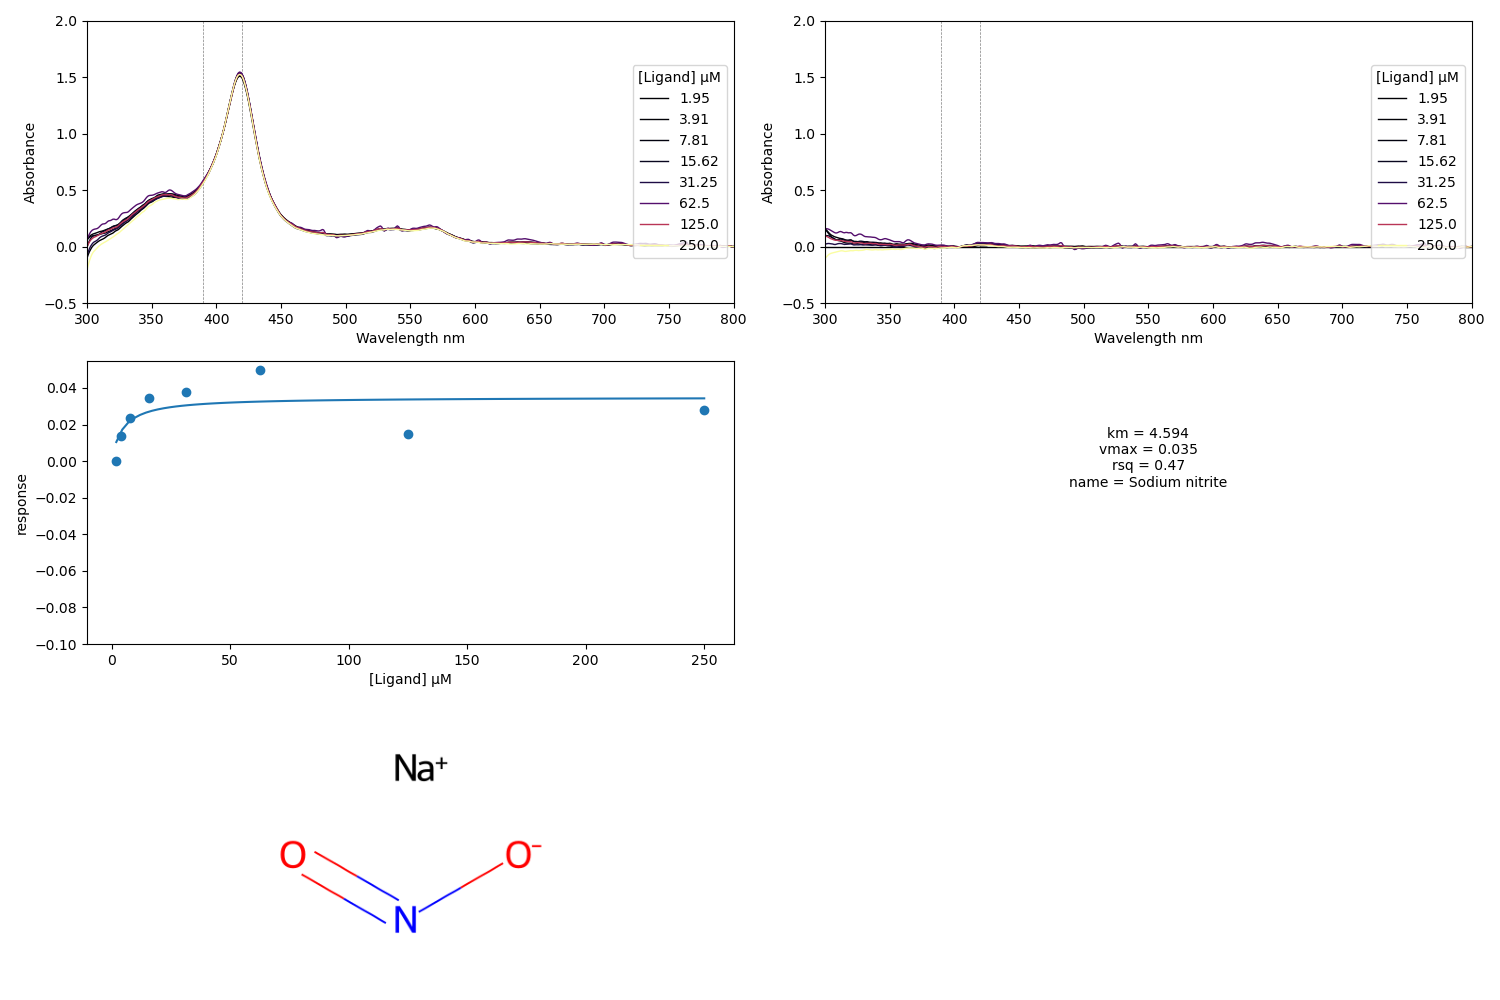 2.0
1.5
1.0
0.5
0.0
−0.5
Absorbance
300 350 400 450 500 550 600 650 700 750 800
Wavelength nm
[Ligand] µM
1.95
3.91
7.81
15.62
31.25
62.5
125.0
250.0
2.0
1.5
1.0
0.5
0.0
−0.5
Absorbance
300 350 400 450 500 550 600 650 700 750 800
Wavelength nm
[Ligand] µM
1.95
3.91
7.81
15.62
31.25
62.5
125.0
250.0
0.04
0.02
0.00
−0.02
−0.04
−0.06
−0.08
−0.10
response
0 50 100 150 200 250
[Ligand] µM
km = 4.594
vmax = 0.035
rsq = 0.47
name = Sodium nitrite
Na⁺
O O⁻
N